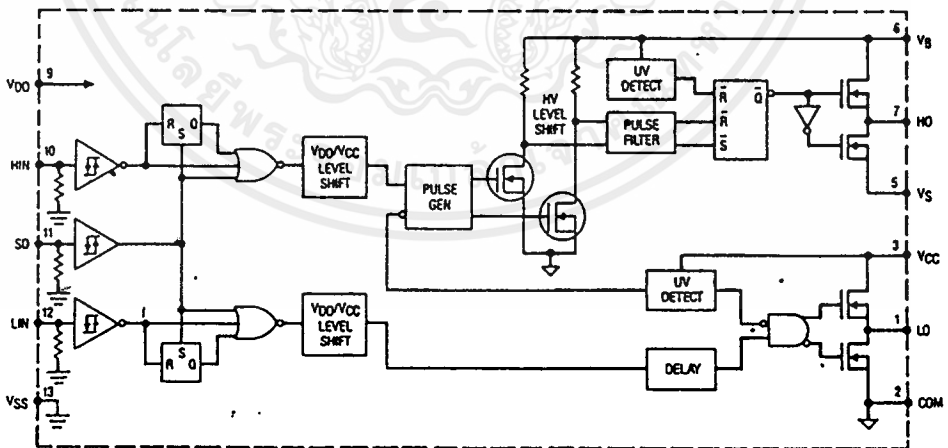 6
VB
UV
DETECT
9
VDD
R̄ Q̄
HV
LEVEL
SHIFT
R S Q
R̄
S̄
PULSE
FILTER
7
HO
10
HIN
VDD/VCC
LEVEL
SHIFT
PULSE
GEN
5
VS
11
SD
3
VCC
UV
DETECT
12
LIN
VDD/VCC
LEVEL
SHIFT
1
LO
S
R Q
DELAY
13
VSS
2
COM